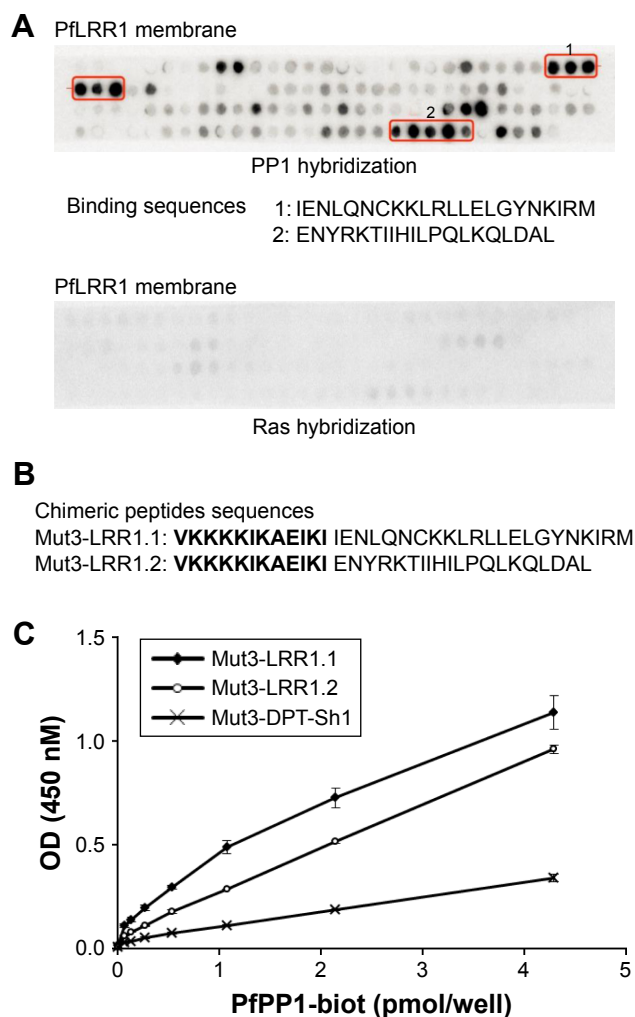 A
PfLRR1 membrane
1
2
PP1 hybridization
Binding sequences 1: IENLQNCKKLRLLELGYNKIRM
2: ENYRKTIIHILPQLKQLDAL
PfLRR1 membrane
Ras hybridization
B
Chimeric peptides sequences
Mut3-LRR1.1: VKKKKIKAEIKI IENLQNCKKLRLLELGYNKIRM
Mut3-LRR1.2: VKKKKIKAEIKI ENYRKTIIHILPQLKQLDAL
C
1.5
Mut3-LRR1.1
Mut3-LRR1.2
Mut3-DPT-Sh1
1.0
0.5
0.0
OD (450 nM)
0 1 2 3 4 5
PfPP1-biot (pmol/well)